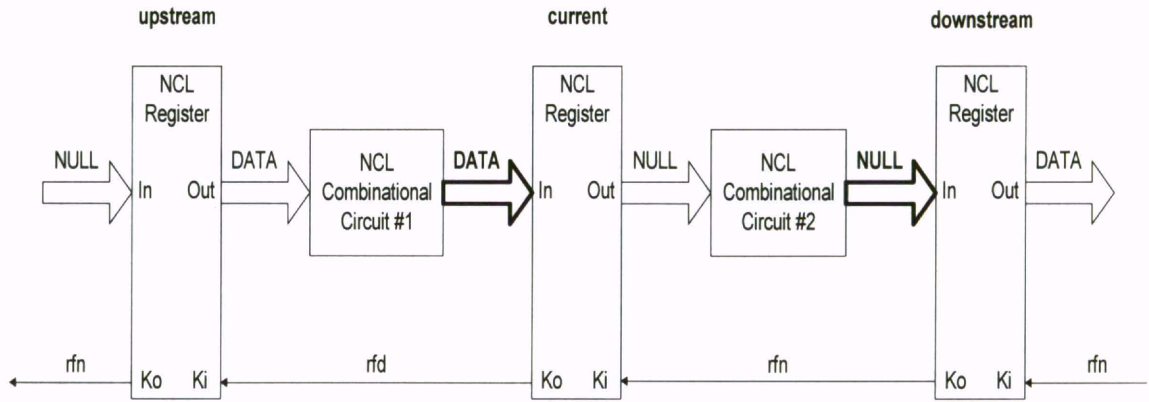 upstream
current
downstream
NCL
Register
NCL
Register
NCL
Register
NULL
DATA
NCL
Combinational
Circuit #1
DATA
NULL
NCL
Combinational
Circuit #2
NULL
DATA
In
Out
In
Out
In
Out
rfn
rfd
rfn
rfn
Ko
Ki
Ko
Ki
Ko
Ki